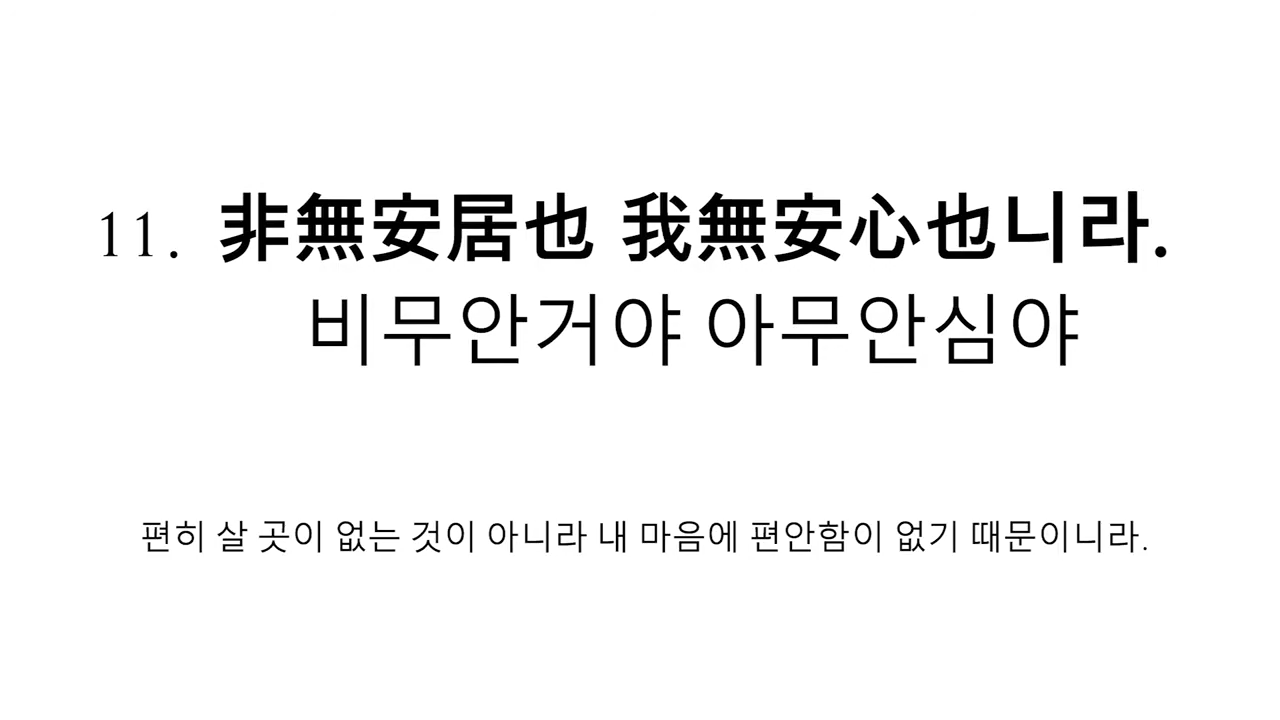 11. 非無安居也 我無安心也니라.
비무안거야 아무안심야
편히 살 곳이 없는 것이 아니라 내 마음에 편안함이 없기 때문이니라.